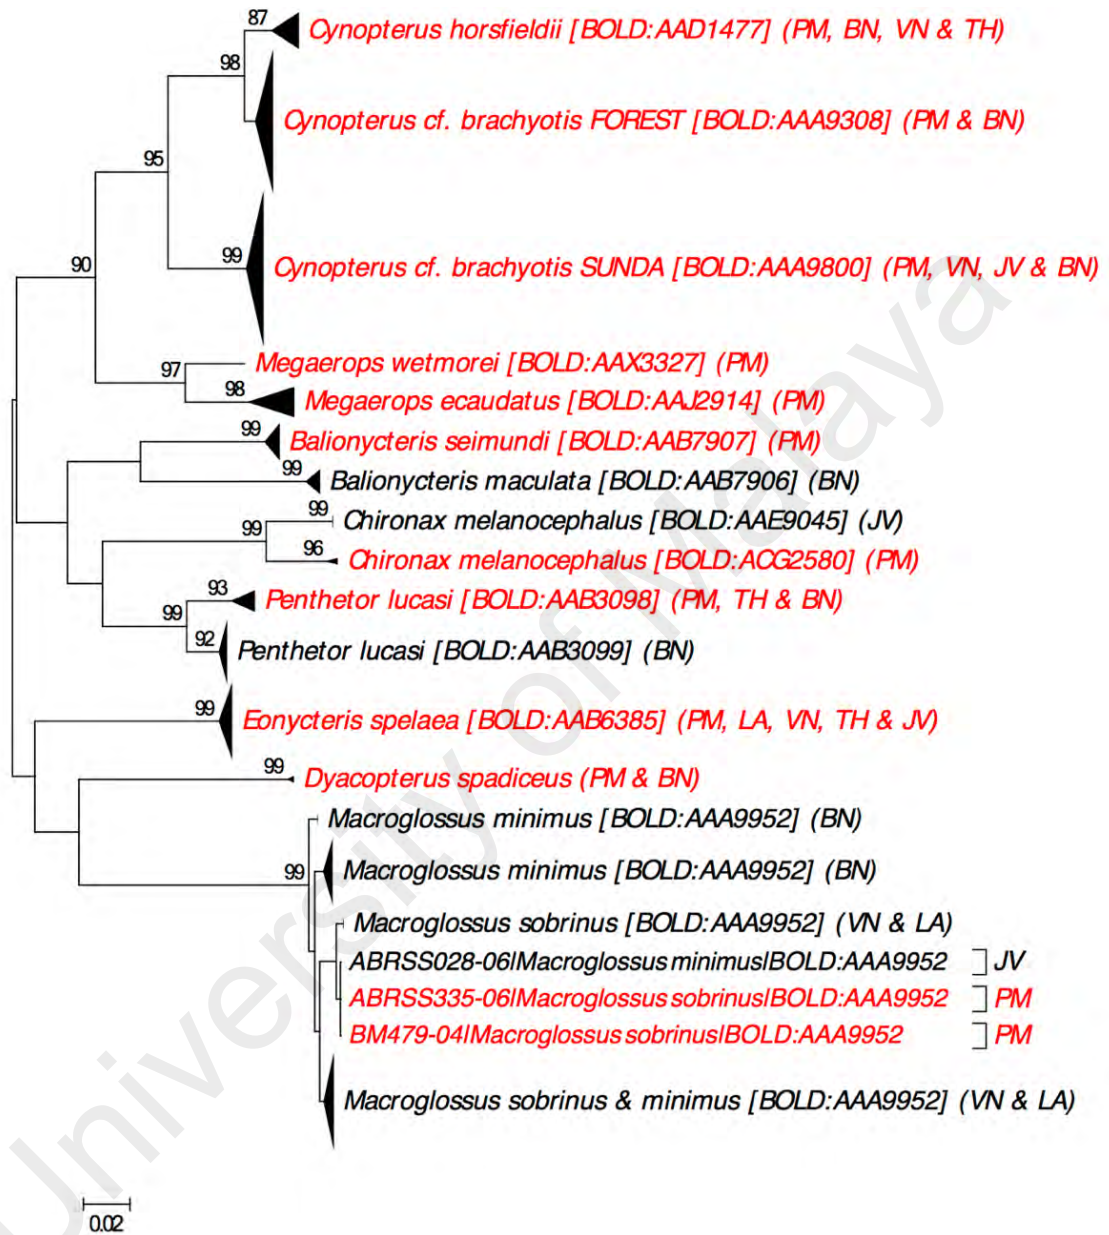 87
Cynopterus horsfieldii [BOLD:AAD1477] (PM, BN, VN & TH)
98
Cynopterus cf. brachyotis FOREST [BOLD:AAA9308] (PM & BN)
95
99
Cynopterus cf. brachyotis SUNDA [BOLD:AAA9800] (PM, VN, JV & BN)
90
Megaerops wetmorei [BOLD:AAX3327] (PM)
97
98
Megaerops ecaudatus [BOLD:AAJ2914] (PM)
99
Balionycteris seimundi [BOLD:AAB7907] (PM)
99
Balionycteris maculata [BOLD:AAB7906] (BN)
99
Chironax melanocephalus [BOLD:AAE9045] (JV)
99
96
Chironax melanocephalus [BOLD:ACG2580] (PM)
93
Penthetor lucasi [BOLD:AAB3098] (PM, TH & BN)
99
92
Penthetor lucasi [BOLD:AAB3099] (BN)
99
Eonycteris spelaea [BOLD:AAB6385] (PM, LA, VN, TH & JV)
99
Dyacopterus spadiceus (PM & BN)
Macroglossus minimus [BOLD:AAA9952] (BN)
99
Macroglossus minimus [BOLD:AAA9952] (BN)
Macroglossus sobrinus [BOLD:AAA9952] (VN & LA)
ABRSS028-06|Macroglossus minimus|BOLD:AAA9952 JV
ABRSS335-06|Macroglossus sobrinus|BOLD:AAA9952 PM
BM479-04|Macroglossus sobrinus|BOLD:AAA9952 PM
Macroglossus sobrinus & minimus [BOLD:AAA9952] (VN & LA)
0.02
University of Malaya